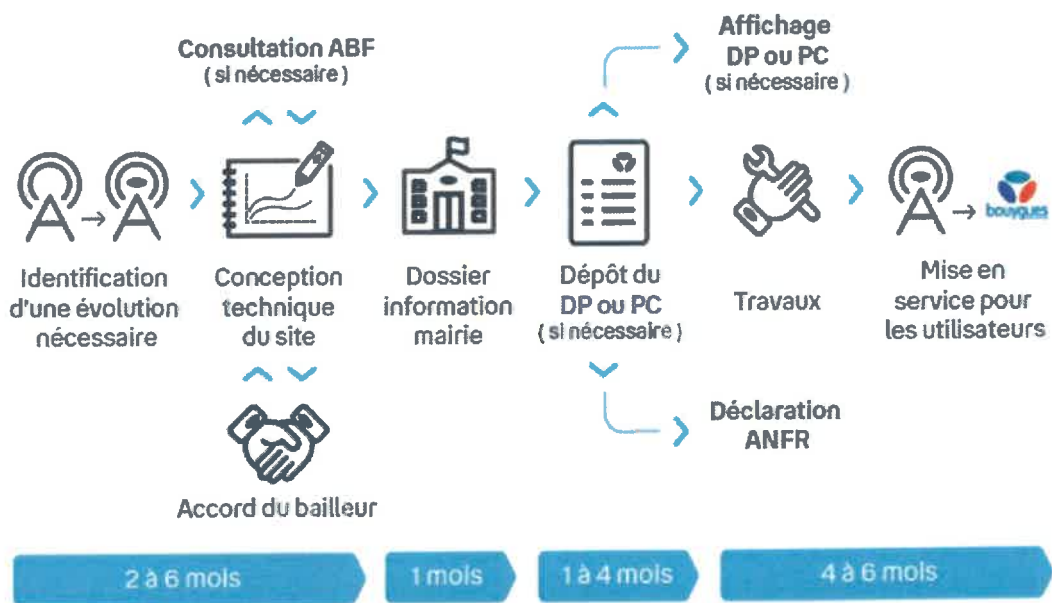 Consultation ABF
( si nécessaire )
Affichage
DP ou PC
( si nécessaire )
Identification
d'une évolution
nécessaire
Conception
technique
du site
Dossier
information
mairie
Dépôt du
DP ou PC
( si nécessaire )
Travaux
bouygues
Mise en
service pour
les utilisateurs
Déclaration
ANFR
Accord du bailleur
2 à 6 mois
1 mois
1 à 4 mois
4 à 6 mois